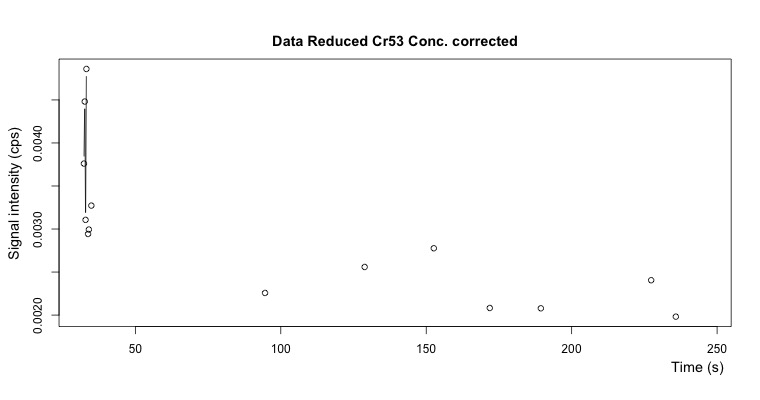 Data Reduced Cr53 Conc. corrected
Signal intensity (cps)
0.0040
0.0030
0.0020
50 100 150 200 250
Time (s)